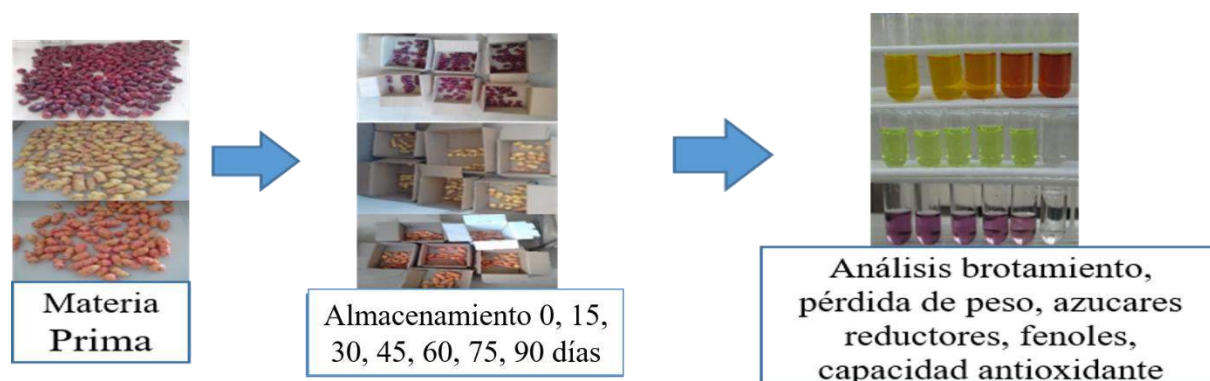 Materia
Prima
Almacenamiento 0, 15,
30, 45, 60, 75, 90 días
Análisis brotamiento,
pérdida de peso, azucares
reductores, fenoles,
capacidad antioxidante